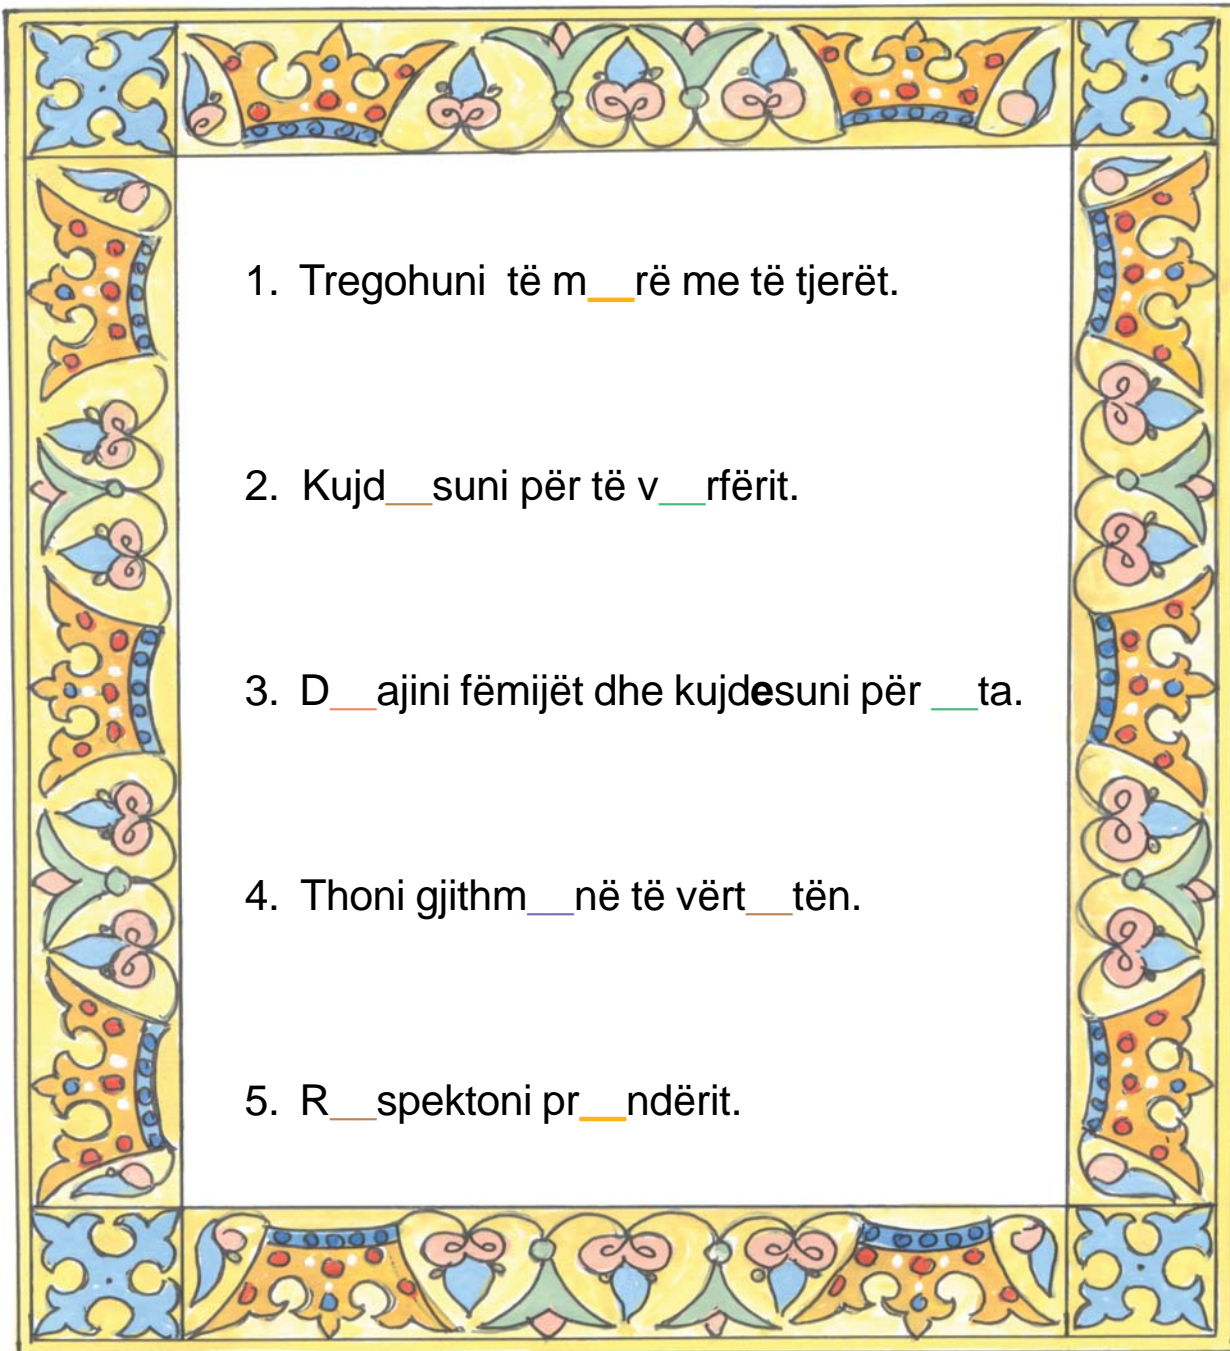 1. Tregohuni të m__rë me të tjerët.
2. Kujd__suni për të v__rfërit.
3. D__ajini fëmijët dhe kujdesuni për __ta.
4. Thoni gjithm__në të vërt__tën.
5. R__spektoni pr__ndërit.